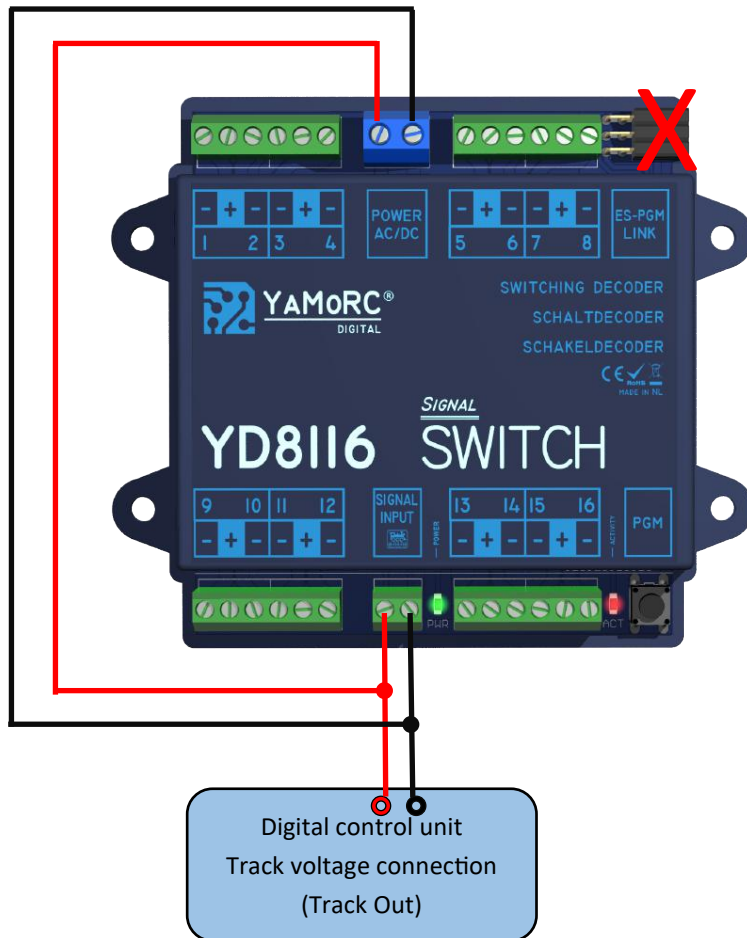 X
- + - - + -
1 2 3 4
POWER
AC/DC
- + - - + -
5 6 7 8
ES-PGM
LINK
YAMORC®
DIGITAL
SWITCHING DECODER
SCHALTDECODER
SCHAKELDECODER
CE RoHS
MADE IN NL
YD8116
SIGNAL
SWITCH
9 10 11 12
- + - - + -
SIGNAL
INPUT
POWER
13 14 15 16
- + - - + -
ACTIVITY
PGM
PWR
ACT
Digital control unit
Track voltage connection
(Track Out)